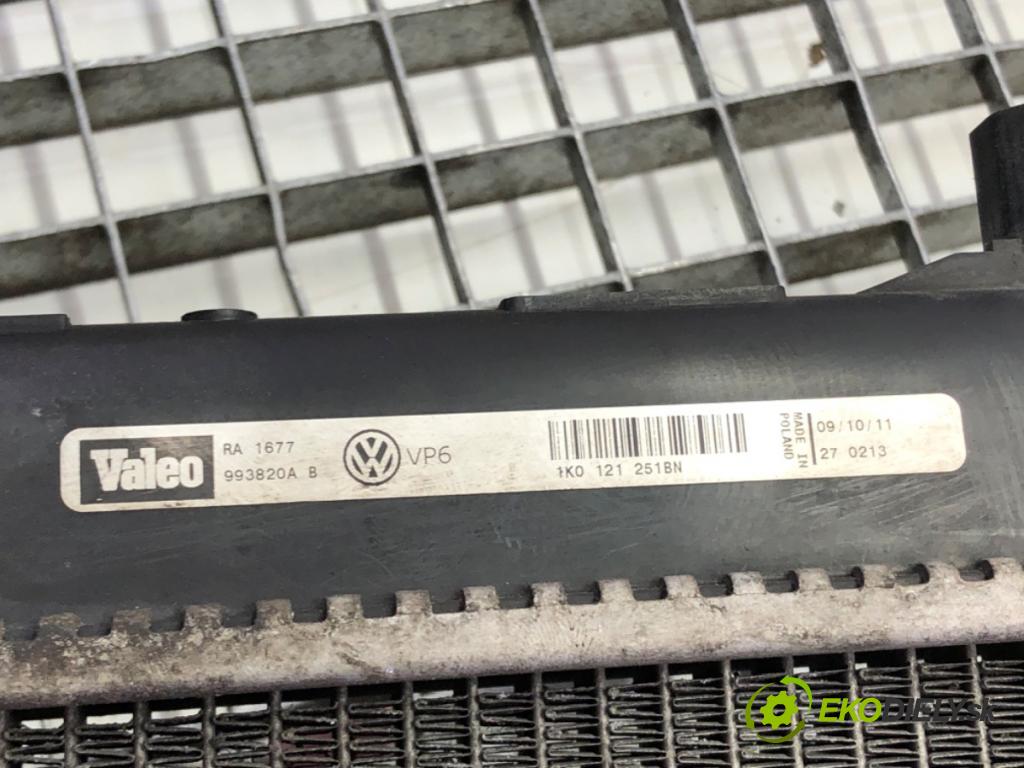 Valeo
RA 1677
993820A B
VP6
1K0 121 251BN
MADE IN
POLAND
09/10/11
27 0213
EKODIELY.SK